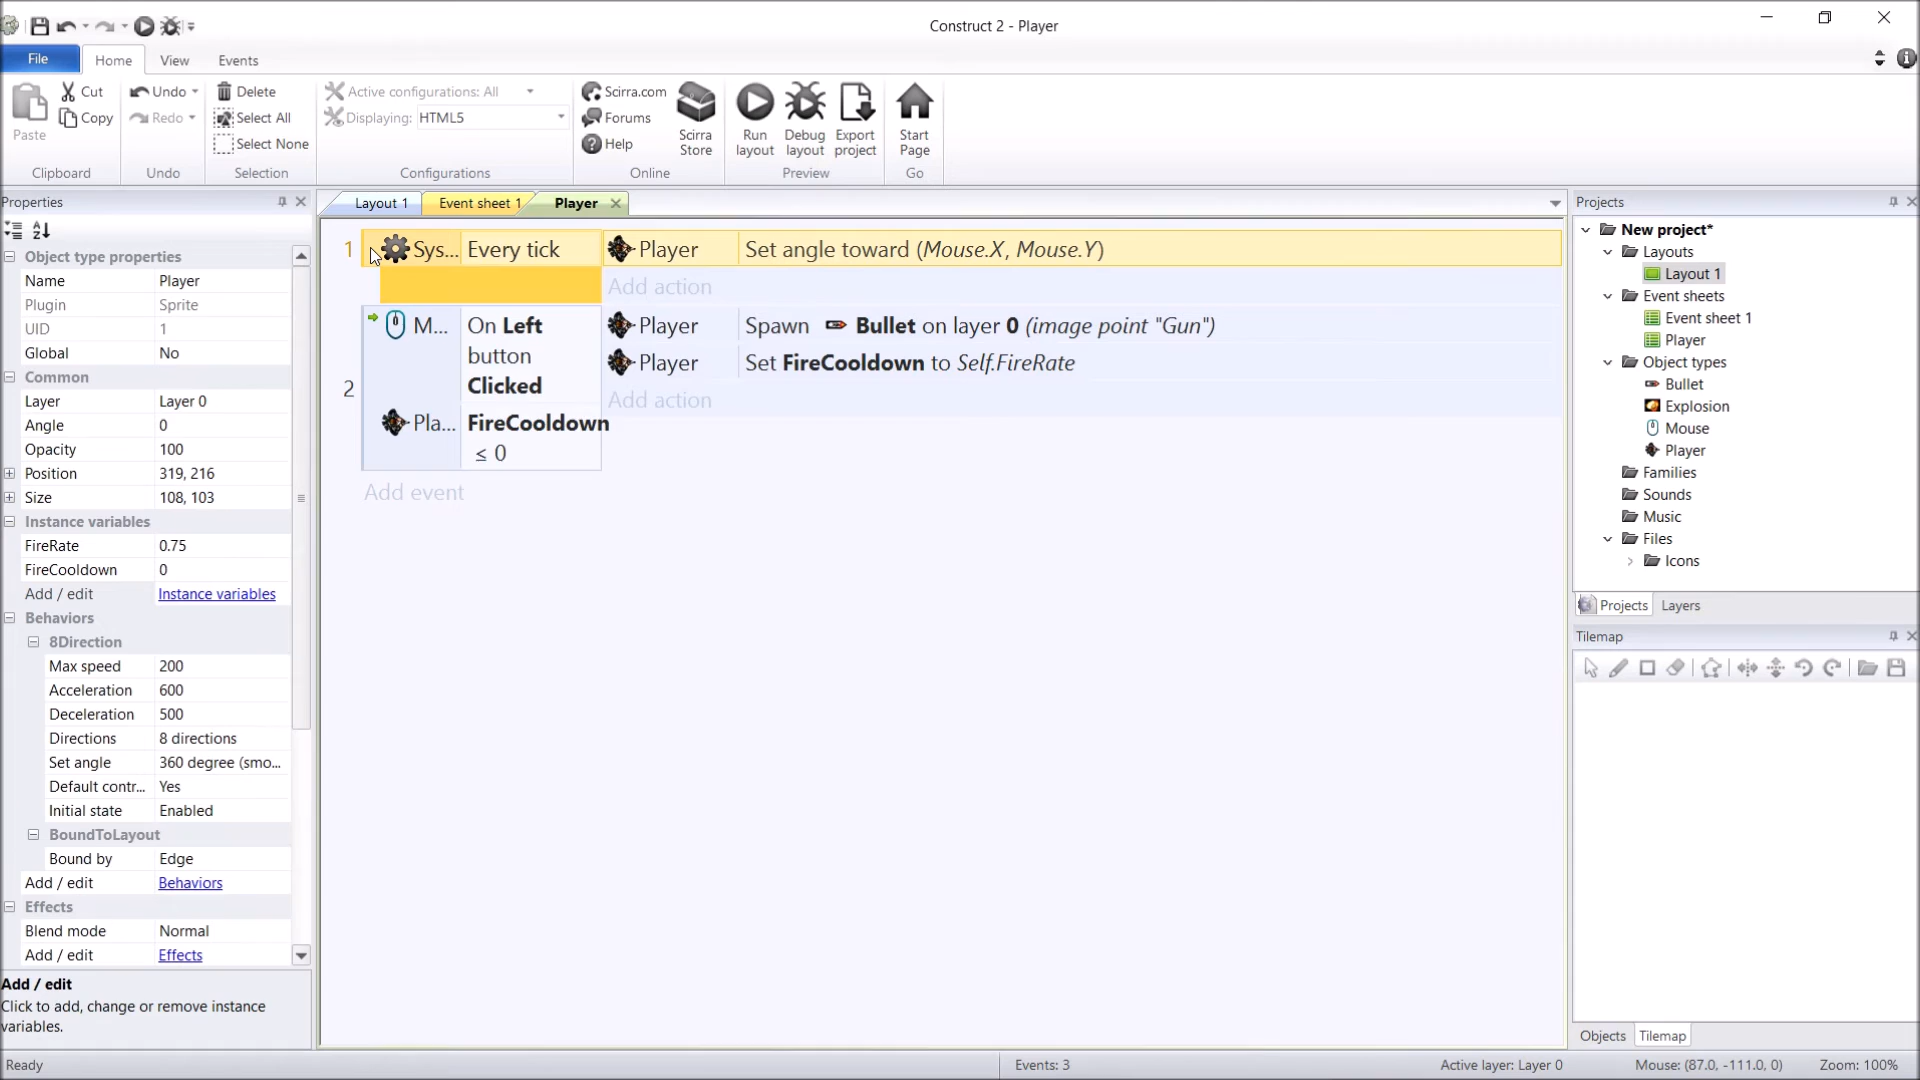 Construct 2 - Player
File Home View Events
Paste Cut Copy Clipboard
Undo Redo Undo
Delete Select All Select None Selection
Active configurations: All
Displaying: HTML5
Configurations
Scirra.com Forums Help Scirra Store Online
Run layout Debug layout Export project Preview
Start Page Go
Properties
Object type properties
Name Player
Plugin Sprite
UID 1
Global No
Common
Layer Layer 0
Angle 0
Opacity 100
Position 319, 216
Size 108, 103
Instance variables
FireRate 0.75
FireCooldown 0
Add / edit Instance variables
Behaviors
8Direction
Max speed 200
Acceleration 600
Deceleration 500
Directions 8 directions
Set angle 360 degree (smo...
Default contr... Yes
Initial state Enabled
BoundToLayout
Bound by Edge
Add / edit Behaviors
Effects
Blend mode Normal
Add / edit Effects
Add / edit
Click to add, change or remove instance
variables.
Layout 1 Event sheet 1 Player
1 Sys... Every tick Player Set angle toward (Mouse.X, Mouse.Y)
Add action
2 M... On Left button Clicked Player Spawn Bullet on layer 0 (image point "Gun")
Player Set FireCooldown to Self.FireRate
Add action
Pla... FireCooldown ≤ 0
Add event
Projects
New project*
Layouts
Layout 1
Event sheets
Event sheet 1
Player
Object types
Bullet
Explosion
Mouse
Player
Families
Sounds
Music
Files
Icons
Projects Layers
Tilemap
Objects Tilemap
Ready Events: 3 Active layer: Layer 0 Mouse: (87.0, -111.0, 0) Zoom: 100%